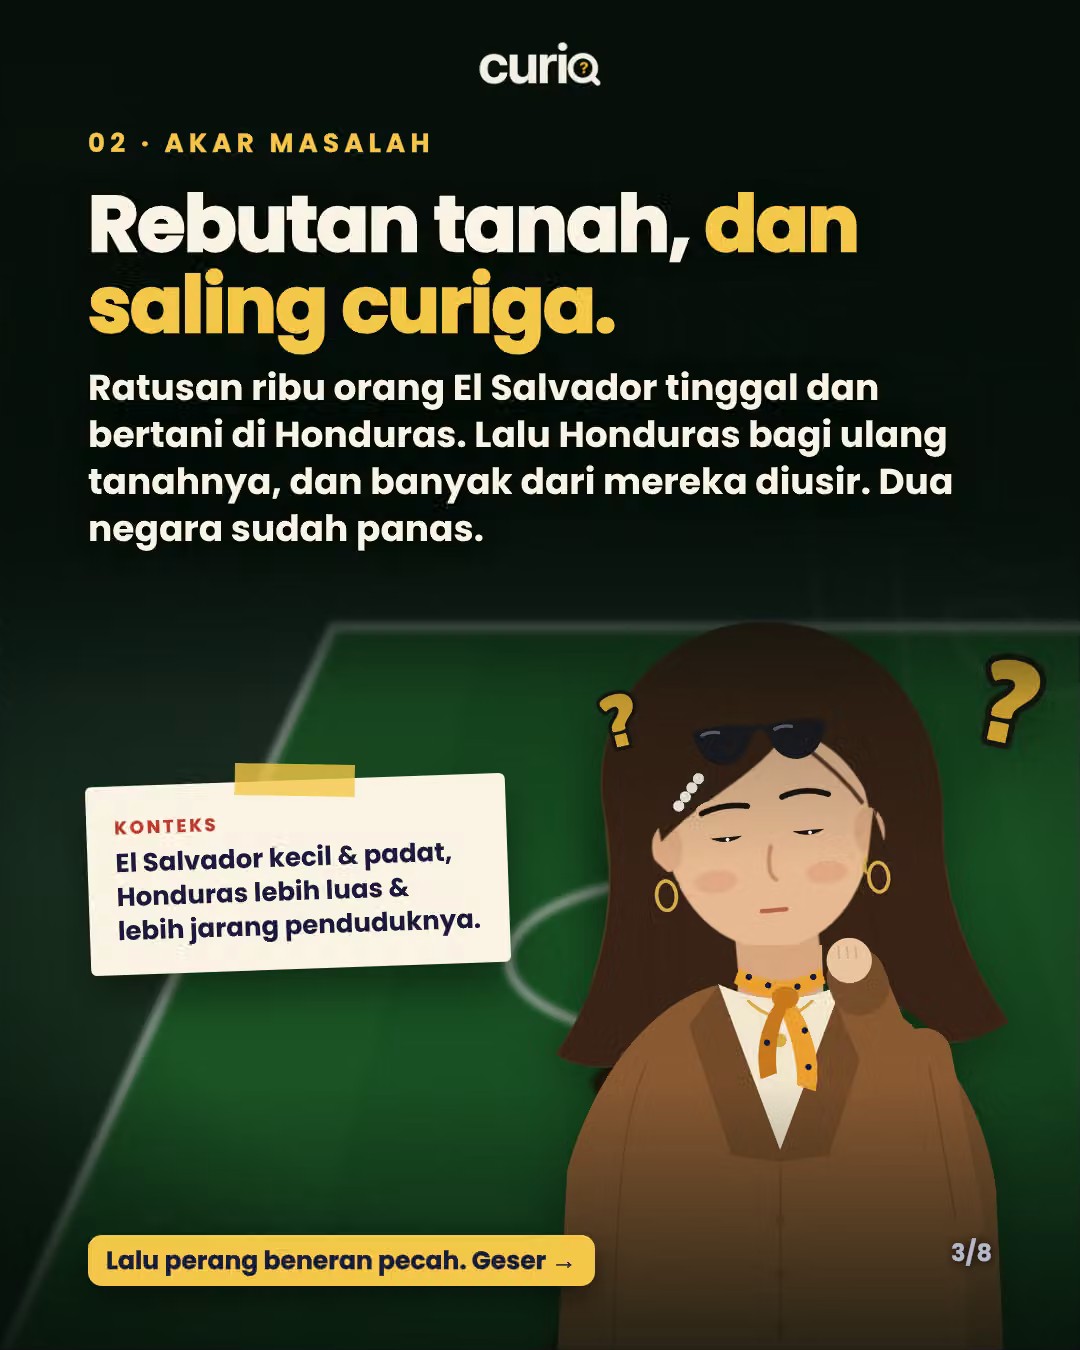 curio
02 · AKAR MASALAH
Rebutan tanah, dan
saling curiga.
Ratusan ribu orang El Salvador tinggal dan
bertani di Honduras. Lalu Honduras bagi ulang
tanahnya, dan banyak dari mereka diusir. Dua
negara sudah panas.
?
?
KONTEKS
El Salvador kecil & padat,
Honduras lebih luas &
lebih jarang penduduknya.
Lalu perang beneran pecah. Geser →
3/8